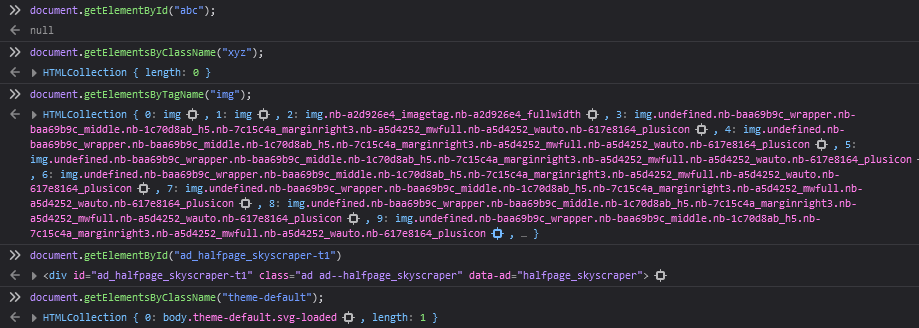 document.getElementById("abc");
null
document.getElementsByClassName("xyz");
HTMLCollection { length: 0 }
document.getElementsByTagName("img");
HTMLCollection { 0: img , 1: img , 2: img.nb-a2d926e4_imagetag.nb-a2d926e4_fullwidth , 3: img.undefined.nb-baa69b9c_wrapper.nb-
baa69b9c_middle.nb-1c70d8ab_h5.nb-7c15c4a_marginright3.nb-a5d4252_mwfull.nb-a5d4252_wauto.nb-617e8164_plusicon , 4: img.undefined.nb-
baa69b9c_wrapper.nb-baa69b9c_middle.nb-1c70d8ab_h5.nb-7c15c4a_marginright3.nb-a5d4252_mwfull.nb-a5d4252_wauto.nb-617e8164_plusicon , 5:
img.undefined.nb-baa69b9c_wrapper.nb-baa69b9c_middle.nb-1c70d8ab_h5.nb-7c15c4a_marginright3.nb-a5d4252_mwfull.nb-a5d4252_wauto.nb-617e8164_plusicon
, 6: img.undefined.nb-baa69b9c_wrapper.nb-baa69b9c_middle.nb-1c70d8ab_h5.nb-7c15c4a_marginright3.nb-a5d4252_mwfull.nb-a5d4252_wauto.nb-
617e8164_plusicon , 7: img.undefined.nb-baa69b9c_wrapper.nb-baa69b9c_middle.nb-1c70d8ab_h5.nb-7c15c4a_marginright3.nb-a5d4252_mwfull.nb-
a5d4252_wauto.nb-617e8164_plusicon , 8: img.undefined.nb-baa69b9c_wrapper.nb-baa69b9c_middle.nb-1c70d8ab_h5.nb-7c15c4a_marginright3.nb-
a5d4252_mwfull.nb-a5d4252_wauto.nb-617e8164_plusicon , 9: img.undefined.nb-baa69b9c_wrapper.nb-baa69b9c_middle.nb-1c70d8ab_h5.nb-
7c15c4a_marginright3.nb-a5d4252_mwfull.nb-a5d4252_wauto.nb-617e8164_plusicon , … }
document.getElementById("ad_halfpage_skyscraper-t1")
<div id="ad_halfpage_skyscraper-t1" class="ad ad--halfpage_skyscraper" data-ad="halfpage_skyscraper">
document.getElementsByClassName("theme-default");
HTMLCollection { 0: body.theme-default.svg-loaded , length: 1 }